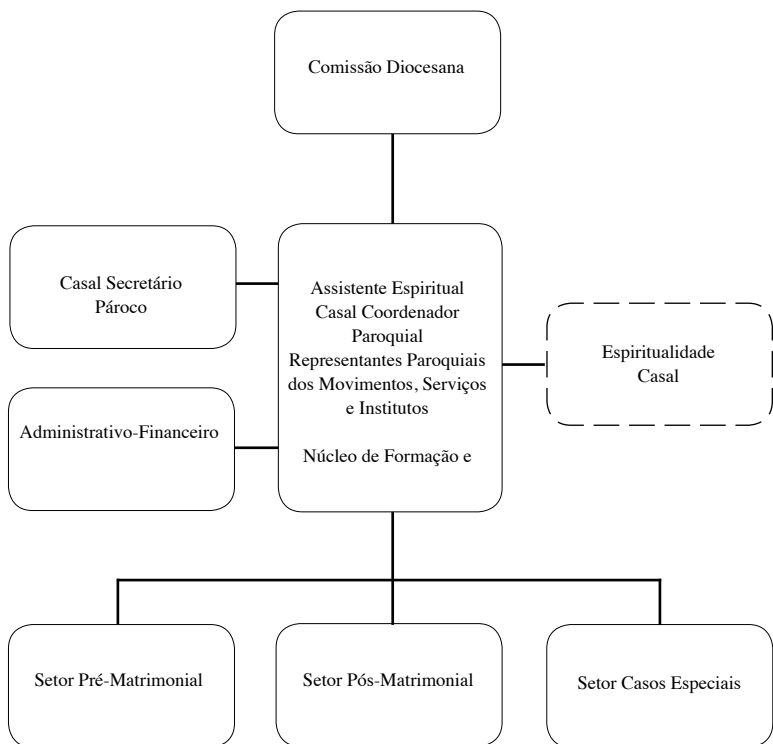 Comissão Diocesana
Casal Secretário
Pároco
Assistente Espiritual
Casal Coordenador
Paroquial
Representantes Paroquiais
dos Movimentos, Serviços
e Institutos
Núcleo de Formação e
Espiritualidade
Casal
Administrativo-Financeiro
Setor Pré-Matrimonial
Setor Pós-Matrimonial
Setor Casos Especiais